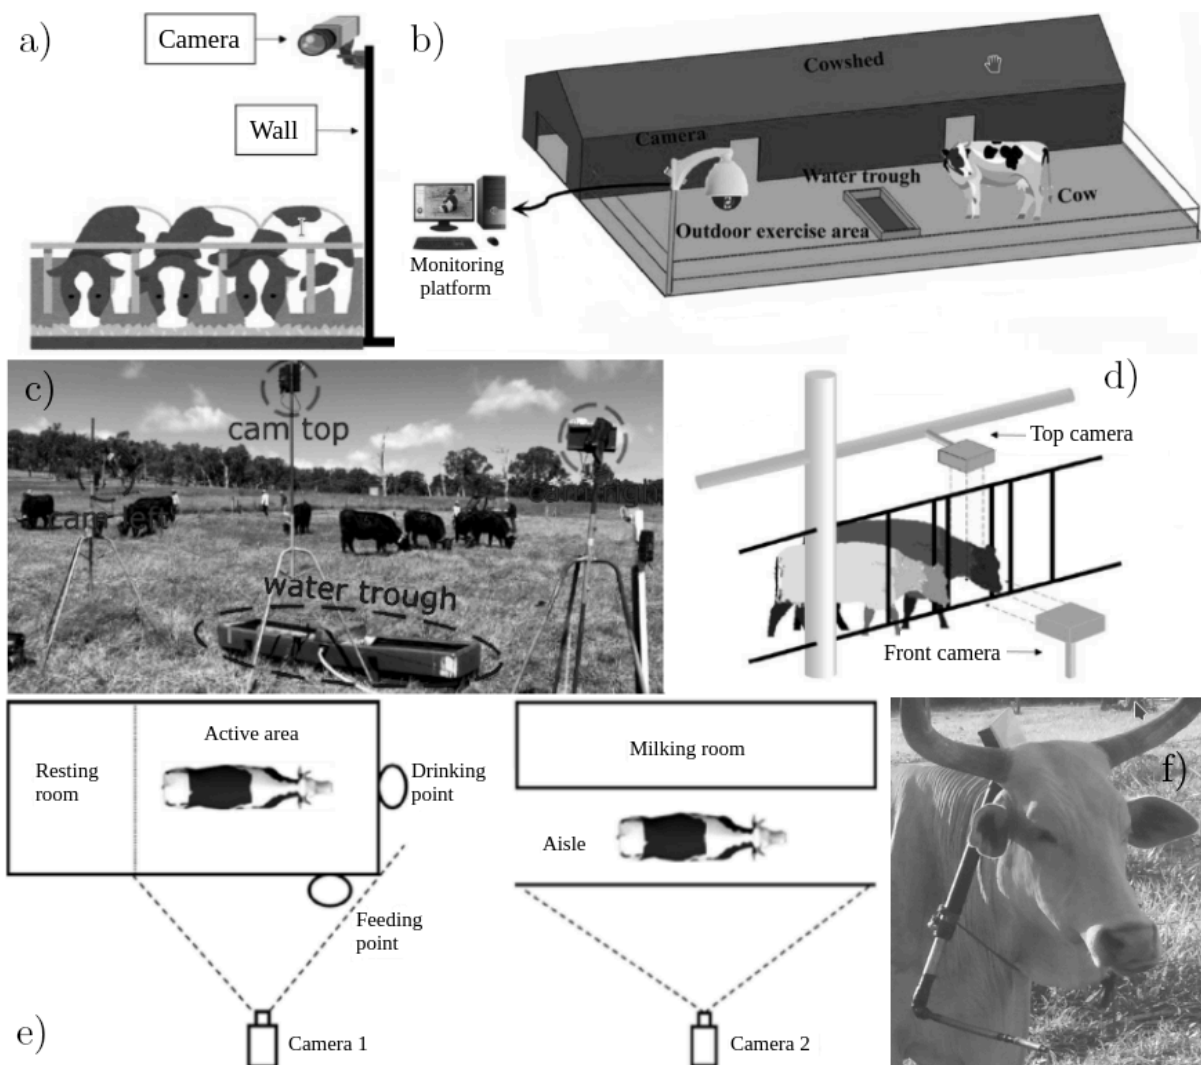 a)
Camera
Wall
b)
Cowshed
Camera
Water trough
Cow
Outdoor exercise area
Monitoring
platform
c)
cam top
water trough
d)
Top camera
Front camera
Resting
room
Active area
Drinking
point
Feeding
point
Camera 1
e)
Milking room
Aisle
Camera 2
f)